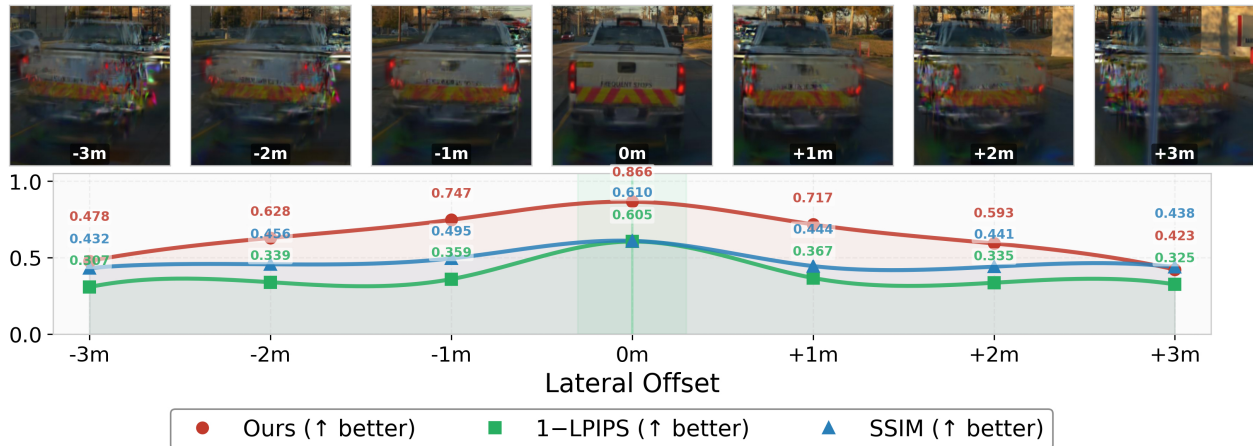 -3m -2m -1m 0m +1m +2m +3m
FREQUENT STOPS
1.0
0.5
0.0
0.478 0.628 0.747 0.866 0.717 0.593 0.423
0.432 0.456 0.495 0.610 0.444 0.441 0.438
0.307 0.339 0.359 0.605 0.367 0.335 0.325
-3m -2m -1m 0m +1m +2m +3m
Lateral Offset
Ours (↑ better) 1−LPIPS (↑ better) SSIM (↑ better)